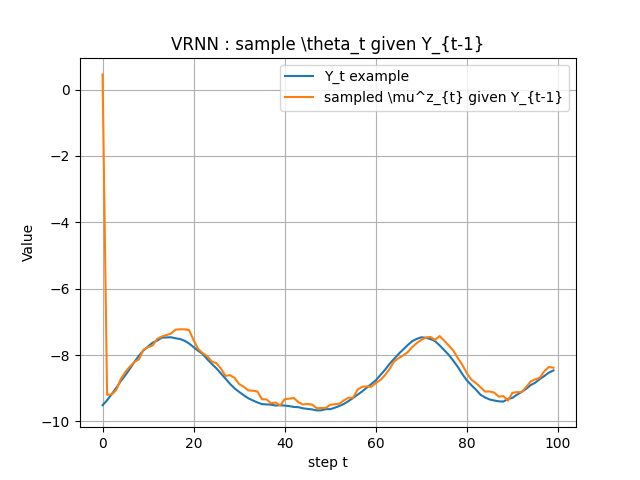 VRNN : sample \theta_t given Y_{t-1}
Y_t example
sampled \mu^z_{t} given Y_{t-1}
Value
0
−2
−4
−6
−8
−10
0 20 40 60 80 100
step t